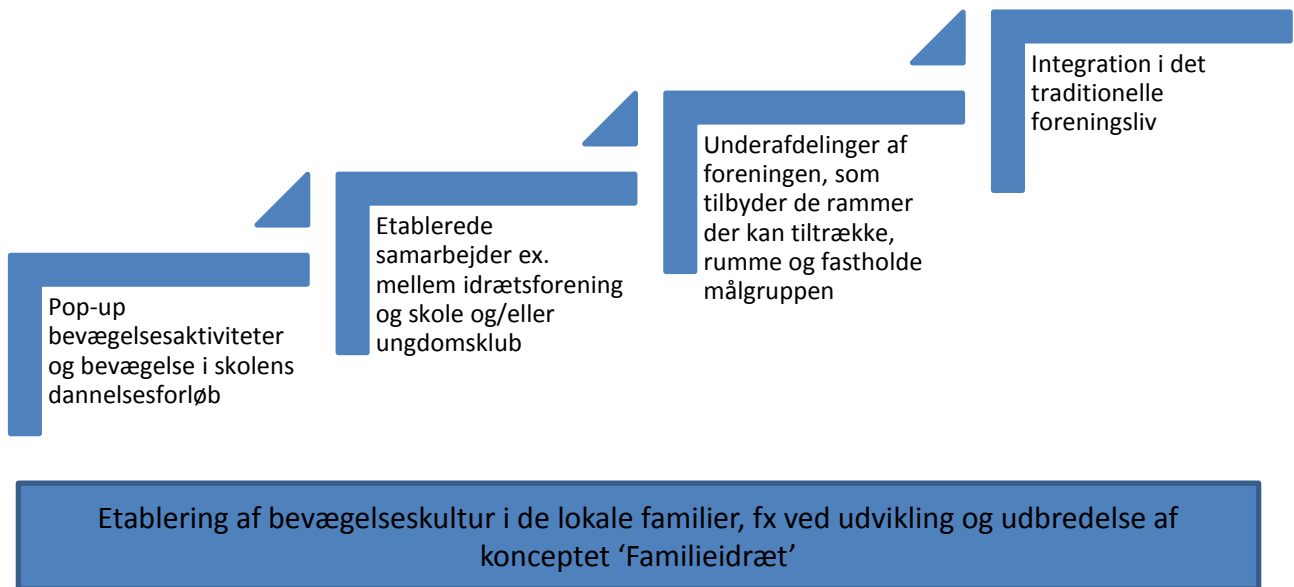 Pop-up
bevægelsesaktiviteter
og bevægelse i skolens
dannelsesforløb
Etablerede
samarbejder ex.
mellem idrætsforening
og skole og/eller
ungdomsklub
Underafdelinger af
foreningen, som
tilbyder de rammer
der kan tiltrække,
rumme og fastholde
målgruppen
Integration i det
traditionelle
foreningsliv
Etablering af bevægelseskultur i de lokale familier, fx ved udvikling og udbredelse af
konceptet ‘Familieidræt’